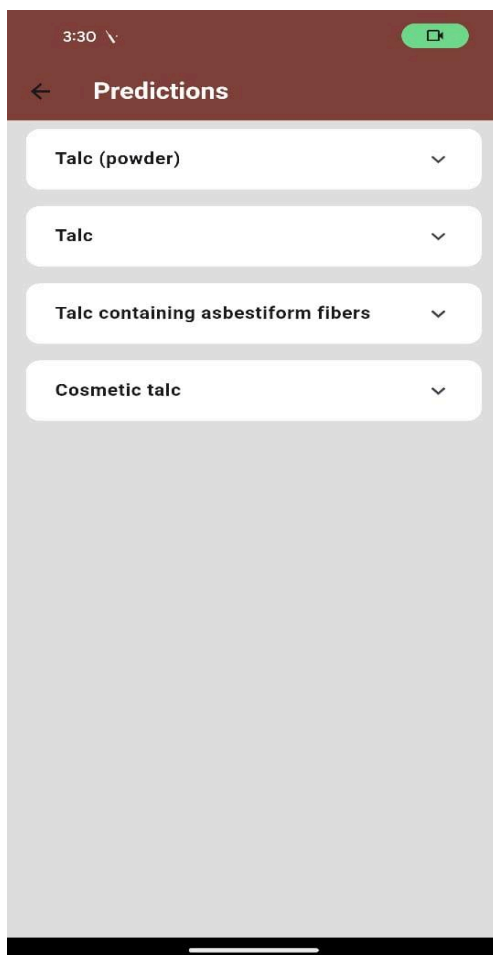 3:30
Predictions
Talc (powder)
Talc
Talc containing asbestiform fibers
Cosmetic talc